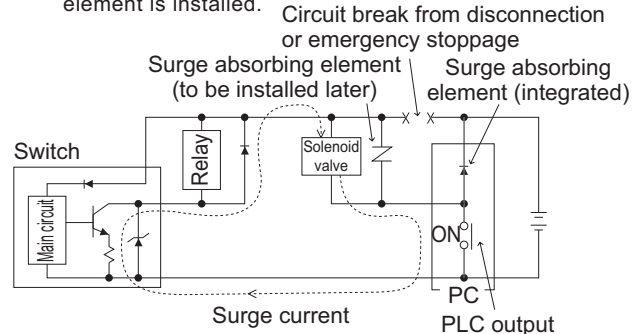 element is installed.
Circuit break from disconnection
or emergency stoppage
Surge absorbing element
(to be installed later)
Surge absorbing
element (integrated)
Switch
Relay
Solenoid
valve
Main circuit
ON
PC
Surge current
PLC output